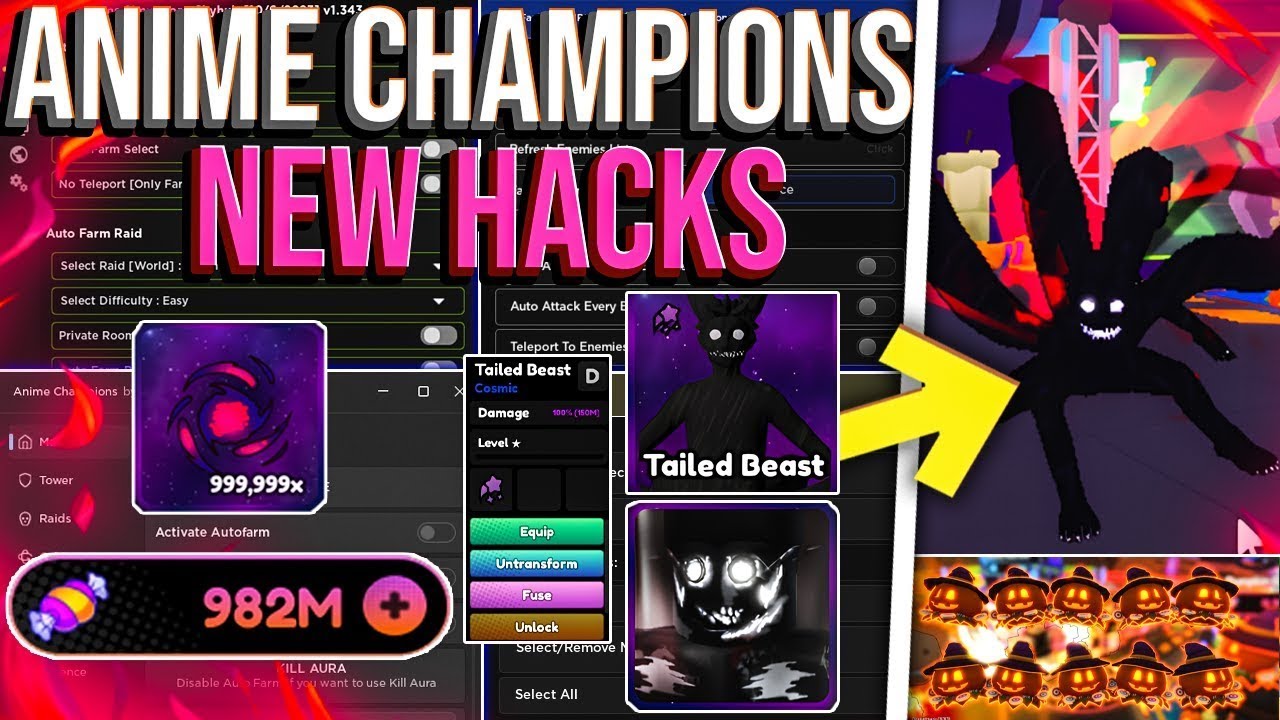 v1.343
ANIME CHAMPIONS
NEW HACKS
Farm Select
No Teleport [Only Far
Auto Farm Raid
Select Raid [World] :
Select Difficulty : Easy
Private Room
Refresh Enemies
Click
Auto Attack Every
Teleport To Enemies
Anime Champions by
999,999x
Tower
Raids
Activate Autofarm
982M
KILL AURA
Disable Auto Farm if you want to use Kill Aura
Tailed Beast
D
Cosmic
Damage
100% (150M)
Level
Equip
Untransform
Fuse
Unlock
Tailed Beast
Select/Remove
Select All